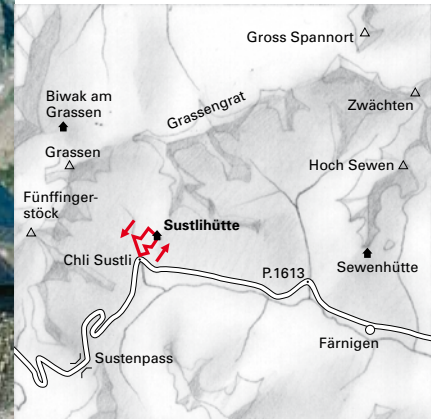 Gross Spannort
Biwak am
Grassen
Grassengrat
Zwächten
Grassen
Hoch Sewen
Fünffinger-
stöck
Sustlihütte
Chli Sustli
P.1613
Sewenhütte
Färnigen
Sustenpass